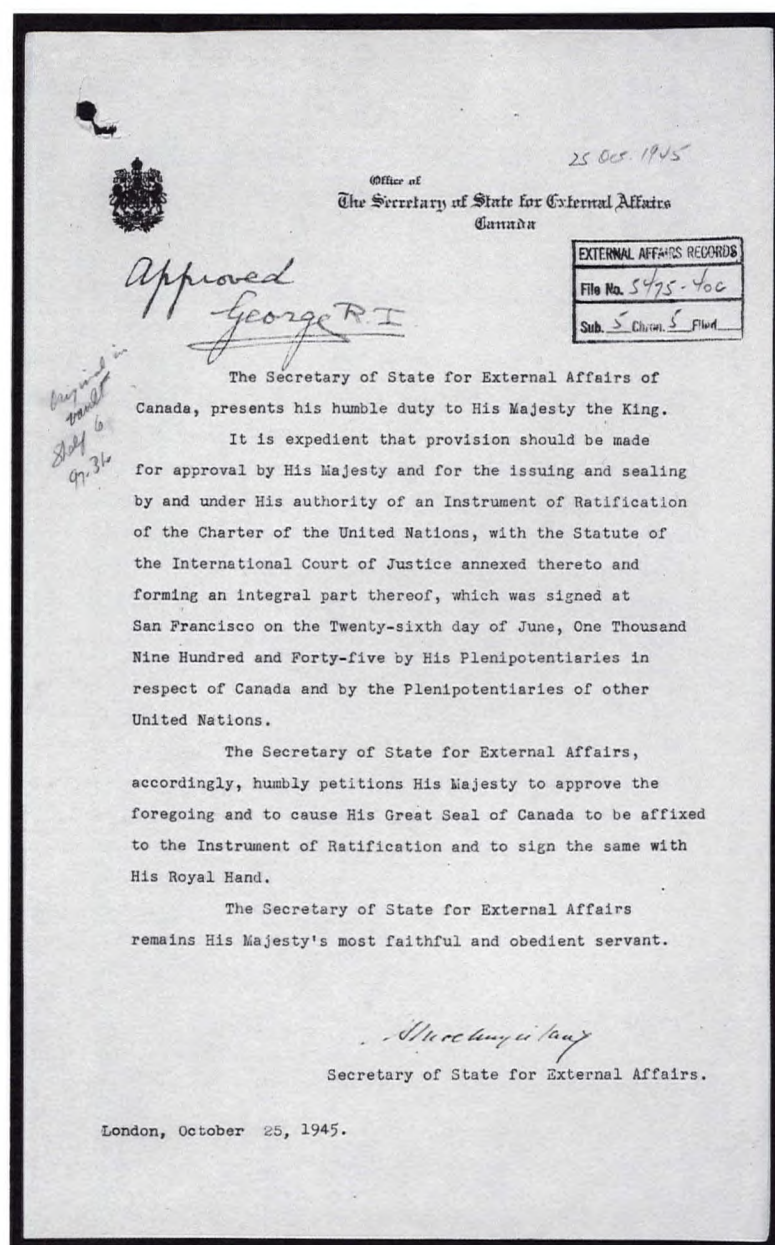 25 Oct. 1945
Office of
The Secretary of State for External Affairs
Canada
EXTERNAL AFFAIRS RECORDS
File No. 5475-40C
Sub. 5 Chron. 5 Filed
Approved
George R.I
Original in
vault
Shelf 6
The Secretary of State for External Affairs of
Canada, presents his humble duty to His Majesty the King.
It is expedient that provision should be made
for approval by His Majesty and for the issuing and sealing
by and under His authority of an Instrument of Ratification
of the Charter of the United Nations, with the Statute of
the International Court of Justice annexed thereto and
forming an integral part thereof, which was signed at
San Francisco on the Twenty-sixth day of June, One Thousand
Nine Hundred and Forty-five by His Plenipotentiaries in
respect of Canada and by the Plenipotentiaries of other
United Nations.
The Secretary of State for External Affairs,
accordingly, humbly petitions His Majesty to approve the
foregoing and to cause His Great Seal of Canada to be affixed
to the Instrument of Ratification and to sign the same with
His Royal Hand.
The Secretary of State for External Affairs
remains His Majesty's most faithful and obedient servant.
Secretary of State for External Affairs.
London, October 25, 1945.